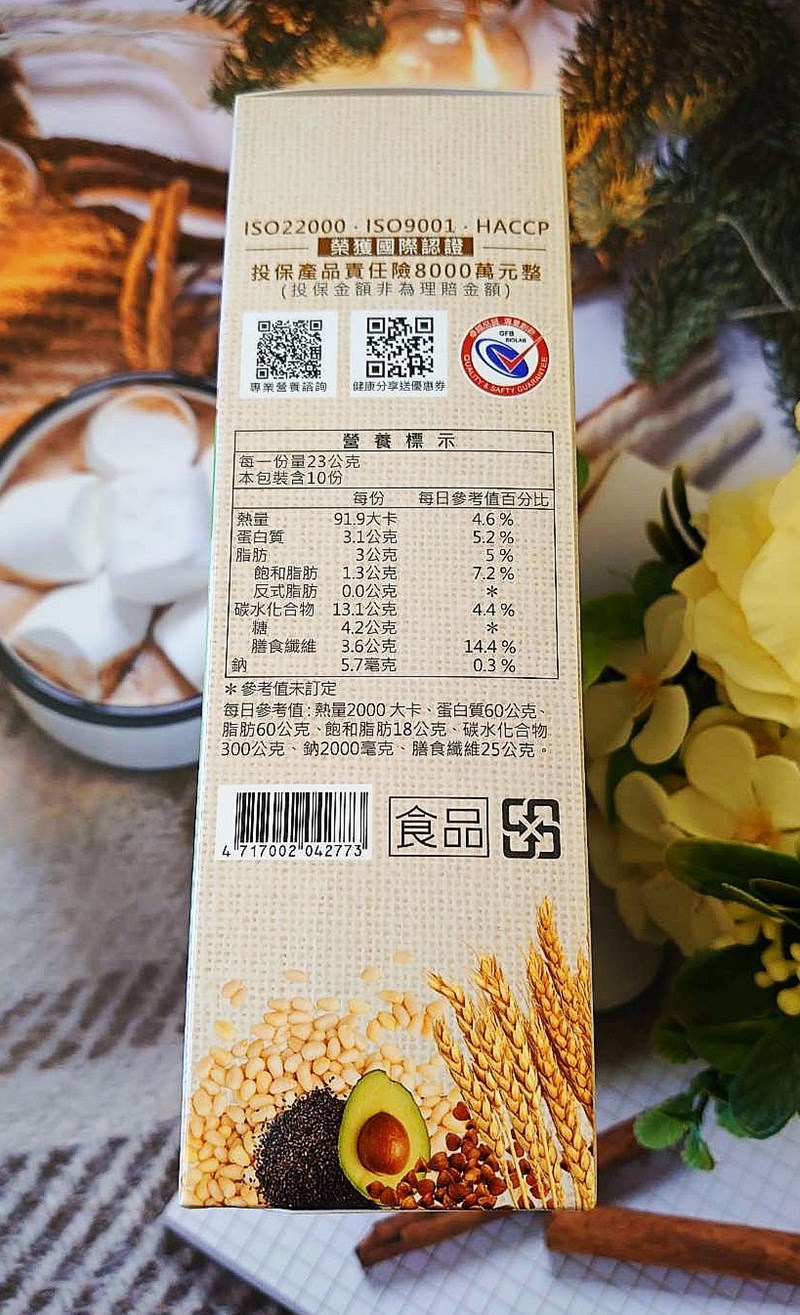 ISO22000 · ISO9001 · HACCP
榮獲國際認證
投保產品責任險8000萬元整
(投保金額非為理賠金額)
專業營養諮詢
健康分享送優惠券
GFB
BIOLAB
QUALITY & SAFTY GUARANTEE
營養標示
每一份量23公克
本包裝含10份
每份 每日參考值百分比
熱量 91.9大卡 4.6%
蛋白質 3.1公克 5.2%
脂肪 3公克 5%
飽和脂肪 1.3公克 7.2%
反式脂肪 0.0公克 *
碳水化合物 13.1公克 4.4%
糖 4.2公克 *
膳食纖維 3.6公克 14.4%
鈉 5.7毫克 0.3%
*參考值未訂定
每日參考值:熱量2000大卡、蛋白質60公克、
脂肪60公克、飽和脂肪18公克、碳水化合物
300公克、鈉2000毫克、膳食纖維25公克。
4 717002 042773
食品